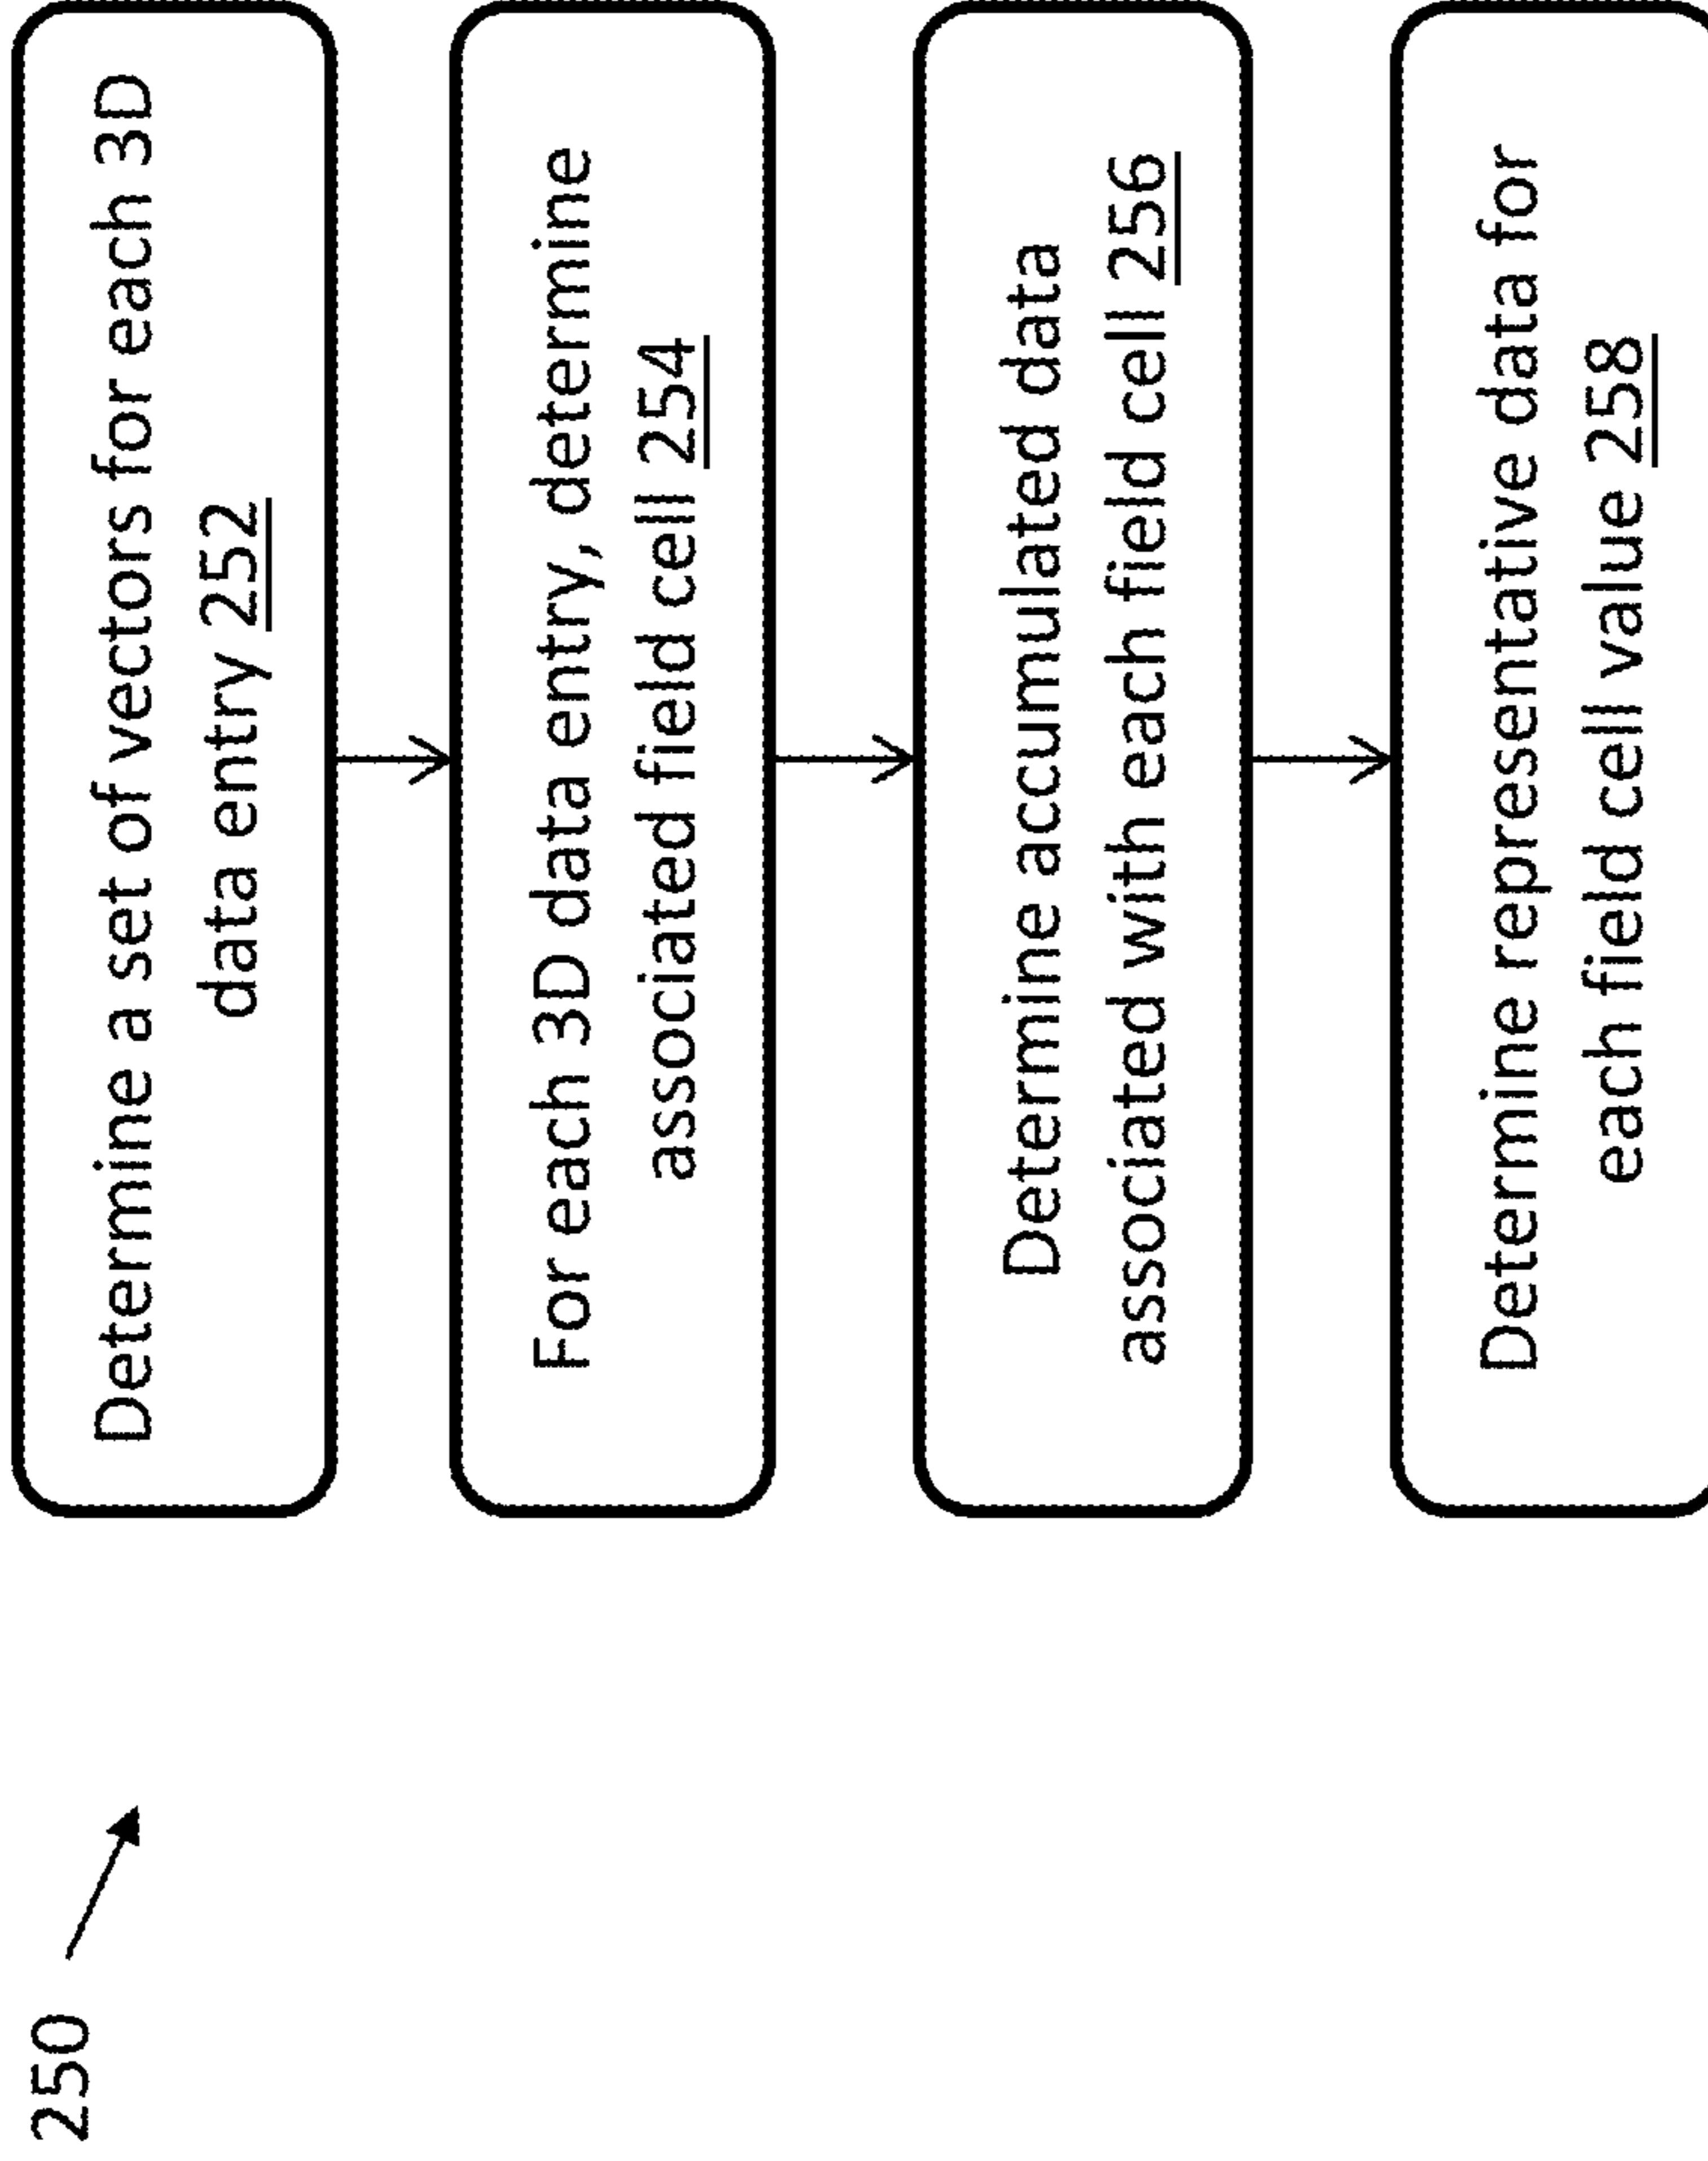 250
Determine a set of vectors for each 3D
data entry 252
For each 3D data entry, determine
associated field cell 254
Determine accumulated data
associated with each field cell 256
Determine representative data for
each field cell value 258